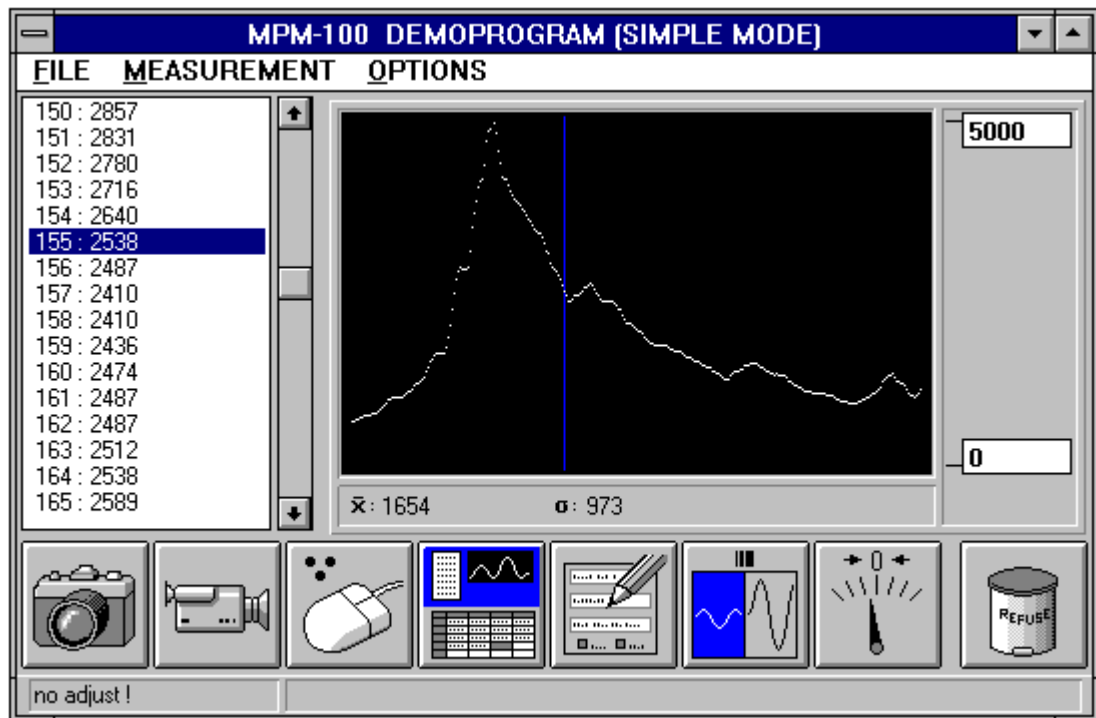 MPM-100 DEMOPROGRAM (SIMPLE MODE)
FILE MEASUREMENT OPTIONS
150 : 2857
151 : 2831
152 : 2780
153 : 2716
154 : 2640
155 : 2538
156 : 2487
157 : 2410
158 : 2410
159 : 2436
160 : 2474
161 : 2487
162 : 2487
163 : 2512
164 : 2538
165 : 2589
5000
0
x̄ : 1654 σ : 973
0
REFUSE
no adjust !